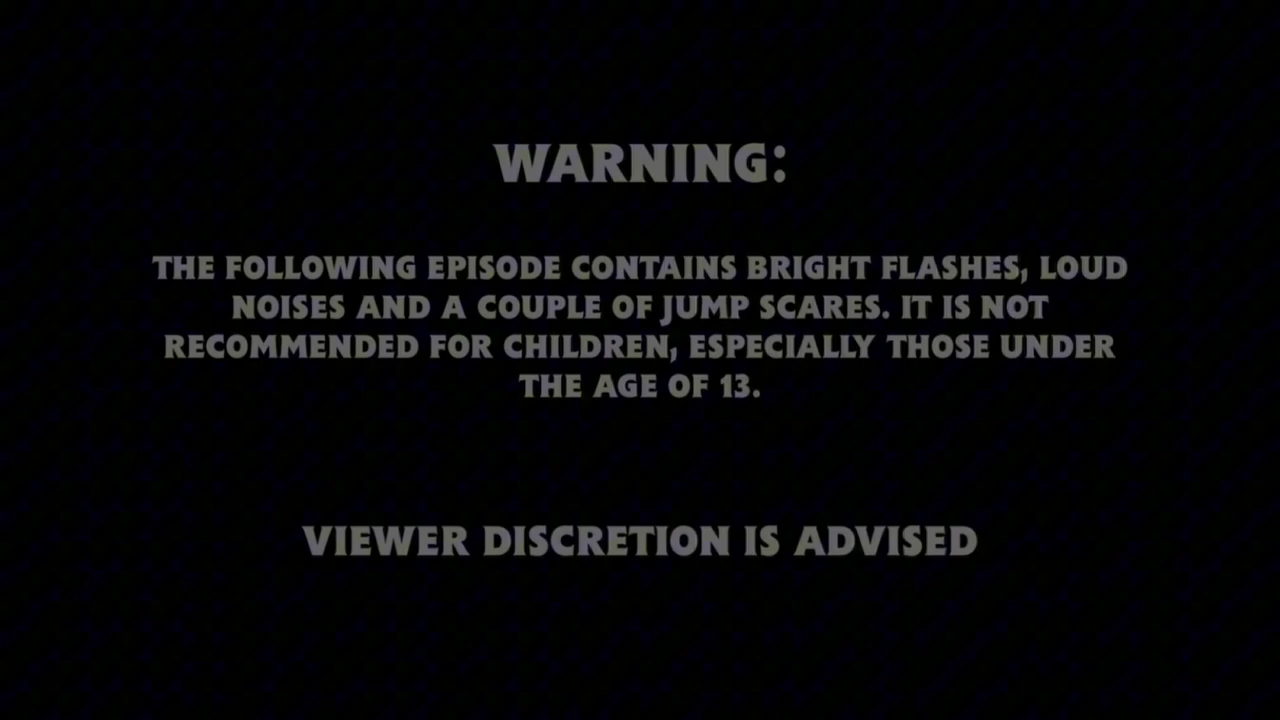 WARNING:
THE FOLLOWING EPISODE CONTAINS BRIGHT FLASHES, LOUD
NOISES AND A COUPLE OF JUMP SCARES. IT IS NOT
RECOMMENDED FOR CHILDREN, ESPECIALLY THOSE UNDER
THE AGE OF 13.
VIEWER DISCRETION IS ADVISED